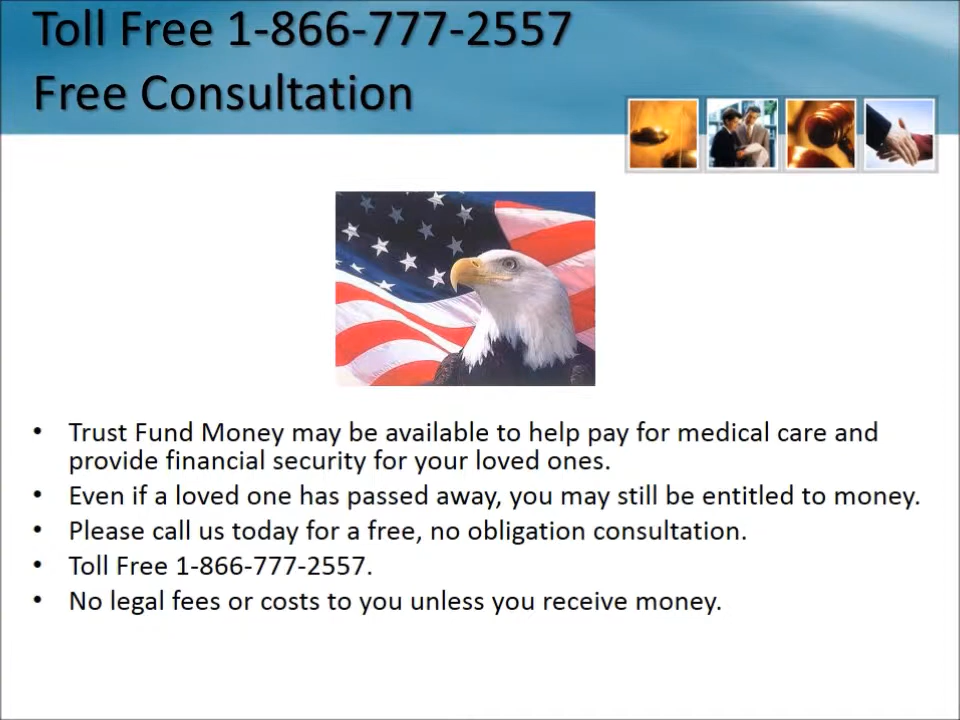 Toll Free 1-866-777-2557
Free Consultation
• Trust Fund Money may be available to help pay for medical care and
provide financial security for your loved ones.
• Even if a loved one has passed away, you may still be entitled to money.
• Please call us today for a free, no obligation consultation.
• Toll Free 1-866-777-2557.
• No legal fees or costs to you unless you receive money.